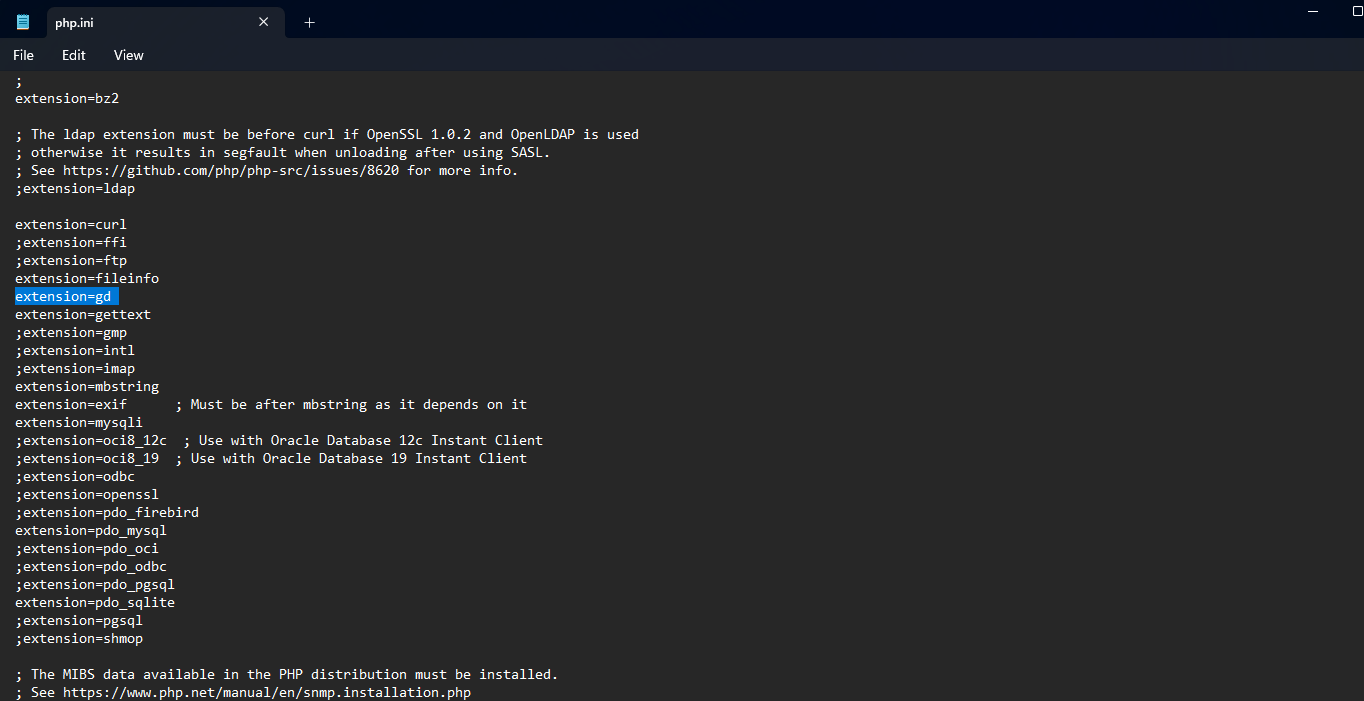 php.ini
File Edit View
;
extension=bz2
; The ldap extension must be before curl if OpenSSL 1.0.2 and OpenLDAP is used
; otherwise it results in segfault when unloading after using SASL.
; See https://github.com/php/php-src/issues/8620 for more info.
;extension=ldap
extension=curl
;extension=ffi
;extension=ftp
extension=fileinfo
extension=gd
extension=gettext
;extension=gmp
;extension=intl
;extension=imap
extension=mbstring
extension=exif      ; Must be after mbstring as it depends on it
extension=mysqli
;extension=oci8_12c  ; Use with Oracle Database 12c Instant Client
;extension=oci8_19  ; Use with Oracle Database 19 Instant Client
;extension=odbc
;extension=openssl
;extension=pdo_firebird
extension=pdo_mysql
;extension=pdo_oci
;extension=pdo_odbc
;extension=pdo_pgsql
extension=pdo_sqlite
;extension=pgsql
;extension=shmop
; The MIBS data available in the PHP distribution must be installed.
; See https://www.php.net/manual/en/snmp.installation.php